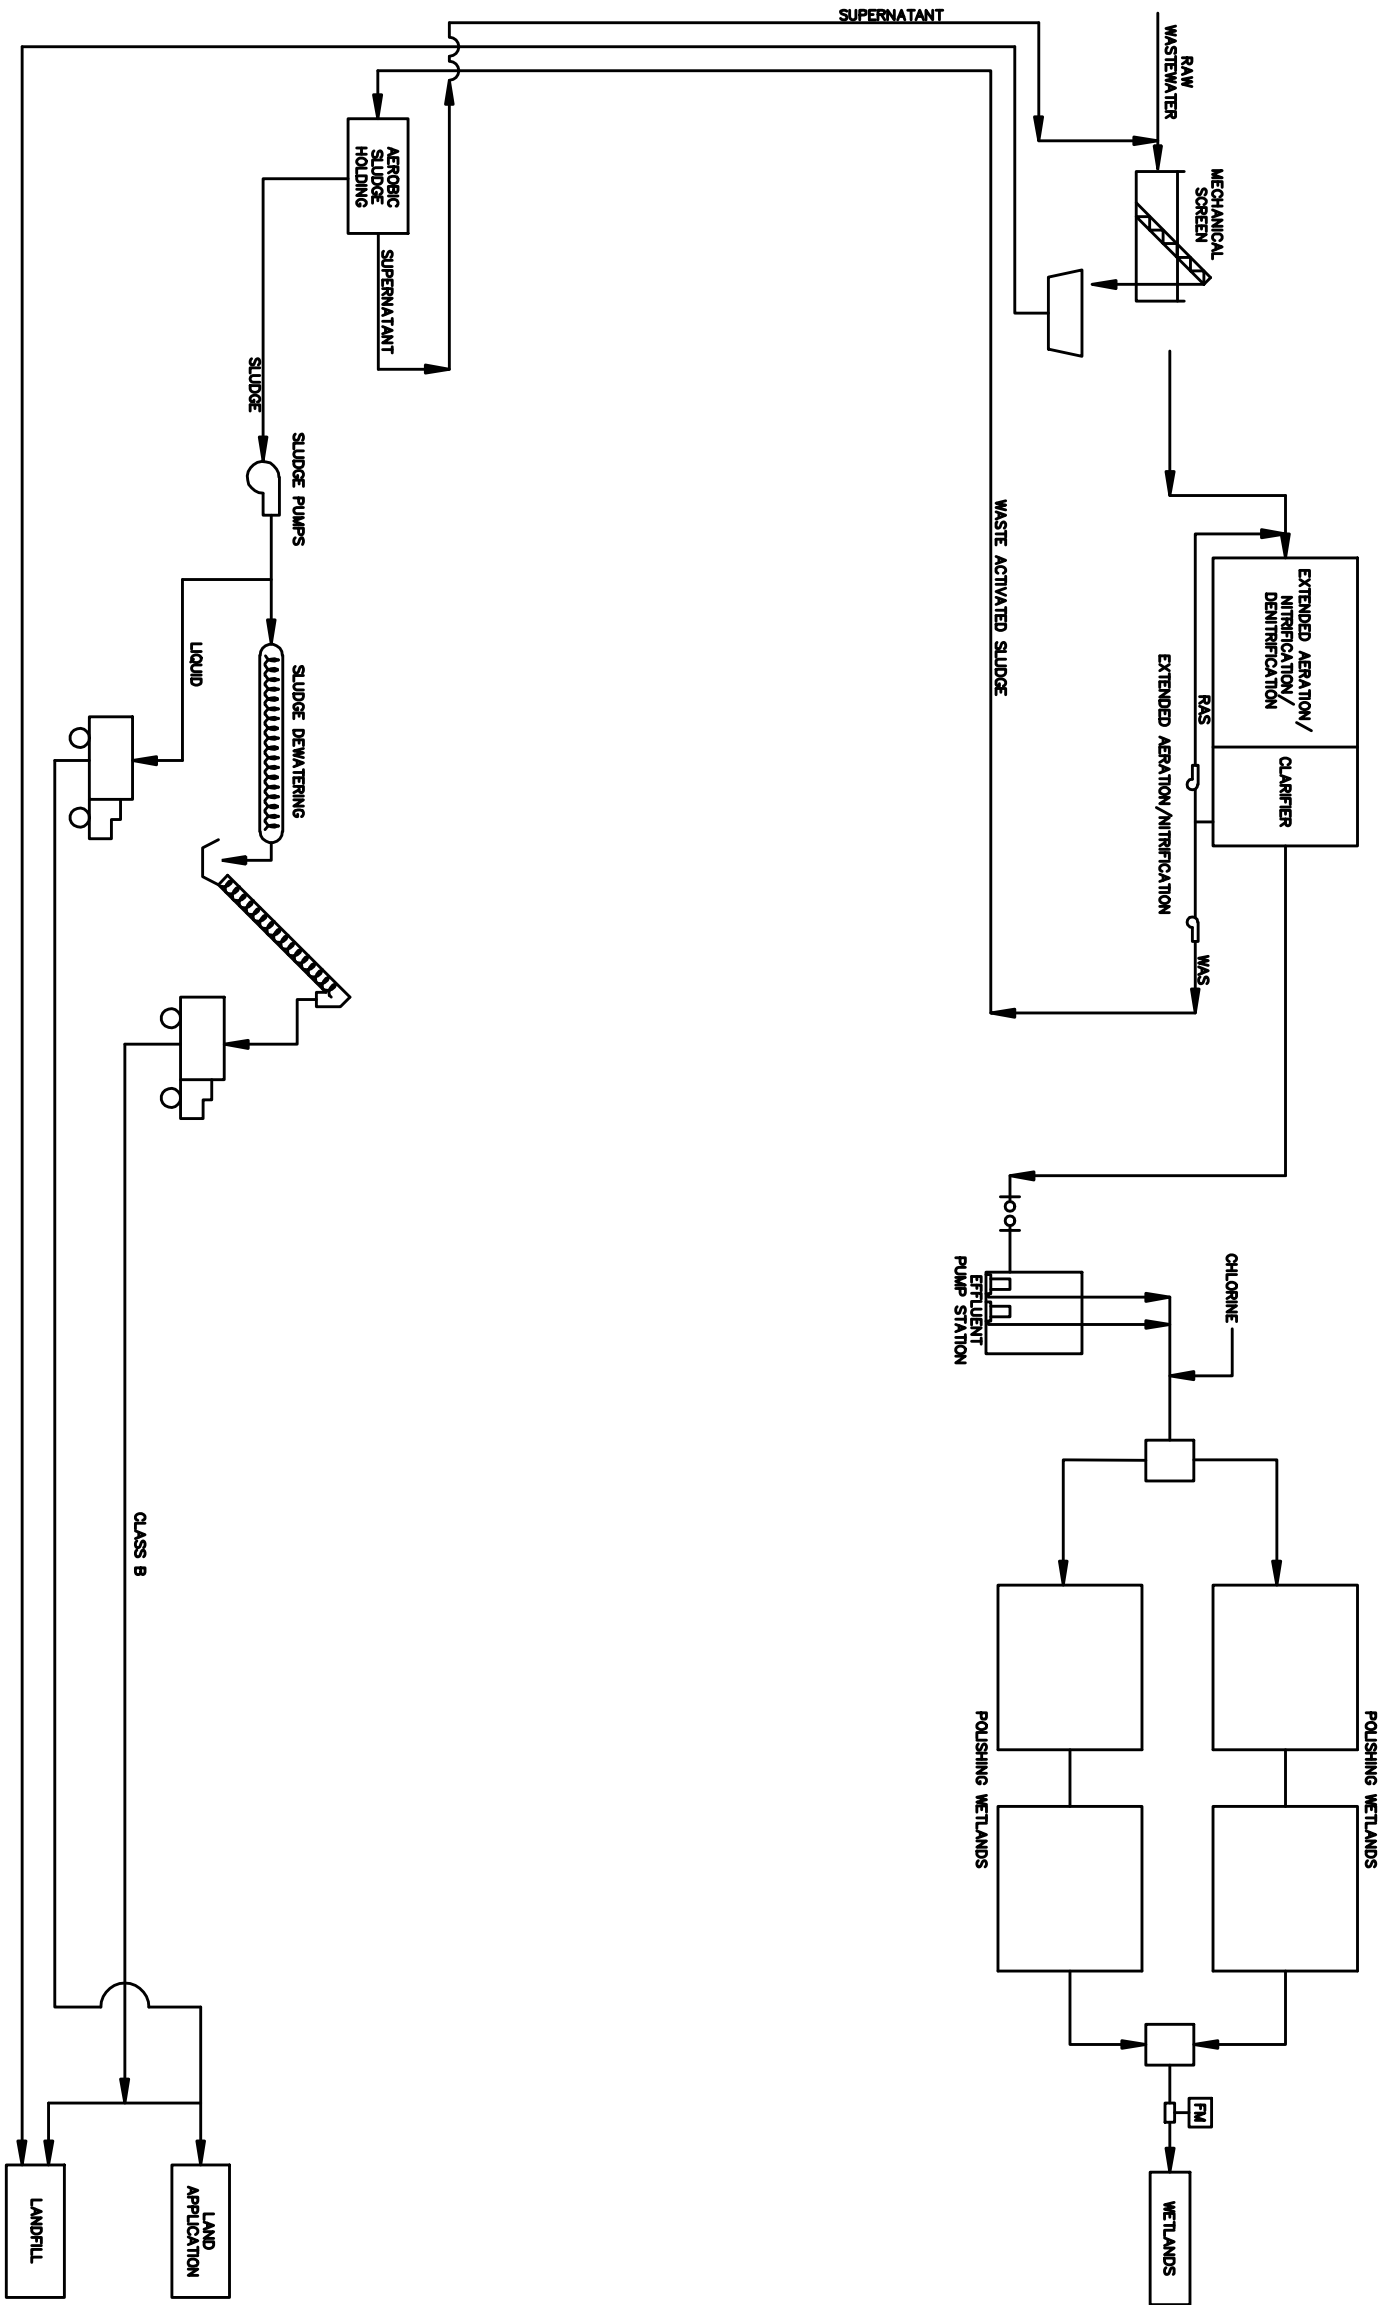 RAW
WASTEWATER
MECHANICAL
SCREEN
EXTENDED AERATION/
NITRIFICATION/
DENITRIFICATION
CLARIFIER
RAS
WAS
EXTENDED AERATION/NITRIFICATION
CHLORINE
EFFLUENT
PUMP STATION
POLISHING WETLANDS
POLISHING WETLANDS
FM
WETLANDS
SUPERNATANT
WASTE ACTIVATED SLUDGE
AEROBIC
SLUDGE
HOLDING
SUPERNATANT
SLUDGE
SLUDGE PUMPS
SLUDGE DEWATERING
LIQUID
CLASS B
LAND
APPLICATION
LANDFILL